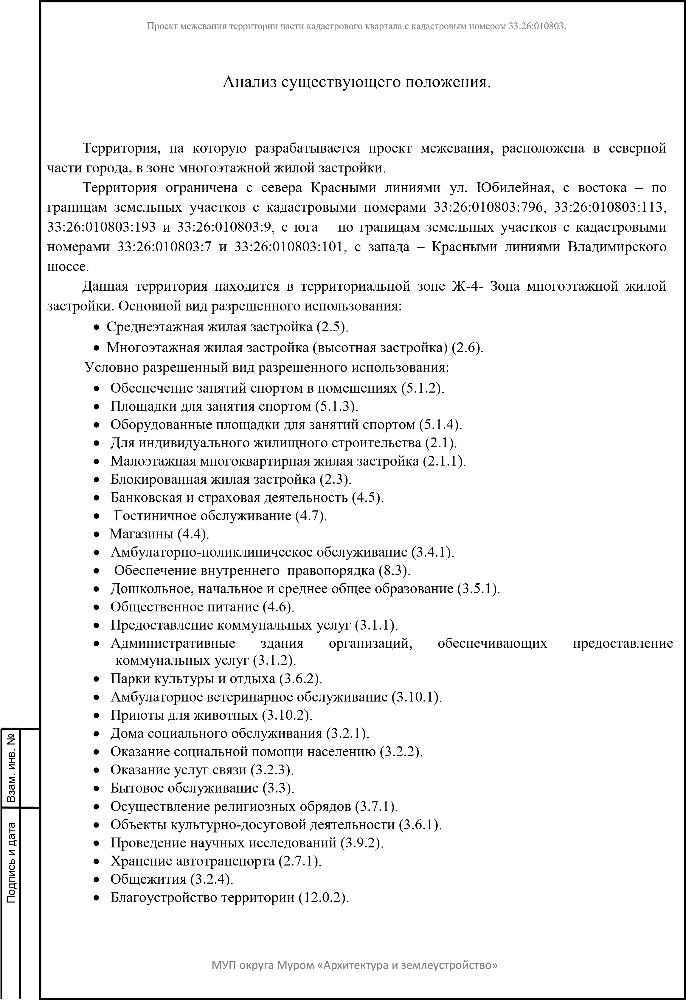 Проект межевания территории части кадастрового квартала с кадастровым номером 33:26:010803.
Анализ существующего положения.
Территория, на которую разрабатывается проект межевания, расположена в северной
части города, в зоне многоэтажной жилой застройки.
Территория ограничена с севера Красными линиями ул. Юбилейная, с востока – по
границам земельных участков с кадастровыми номерами 33:26:010803:796, 33:26:010803:113,
33:26:010803:193 и 33:26:010803:9, с юга – по границам земельных участков с кадастровыми
номерами 33:26:010803:7 и 33:26:010803:101, с запада – Красными линиями Владимирского
шоссе.
Данная территория находится в территориальной зоне Ж-4- Зона многоэтажной жилой
застройки. Основной вид разрешенного использования:
• Среднеэтажная жилая застройка (2.5).
• Многоэтажная жилая застройка (высотная застройка) (2.6).
Условно разрешенный вид разрешенного использования:
• Обеспечение занятий спортом в помещениях (5.1.2).
• Площадки для занятия спортом (5.1.3).
• Оборудованные площадки для занятий спортом (5.1.4).
• Для индивидуального жилищного строительства (2.1).
• Малоэтажная многоквартирная жилая застройка (2.1.1).
• Блокированная жилая застройка (2.3).
• Банковская и страховая деятельность (4.5).
• Гостиничное обслуживание (4.7).
• Магазины (4.4).
• Амбулаторно-поликлиническое обслуживание (3.4.1).
• Обеспечение внутреннего правопорядка (8.3).
• Дошкольное, начальное и среднее общее образование (3.5.1).
• Общественное питание (4.6).
• Предоставление коммунальных услуг (3.1.1).
• Административные здания организаций, обеспечивающих предоставление
коммунальных услуг (3.1.2).
• Парки культуры и отдыха (3.6.2).
• Амбулаторное ветеринарное обслуживание (3.10.1).
• Приюты для животных (3.10.2).
• Дома социального обслуживания (3.2.1).
• Оказание социальной помощи населению (3.2.2).
• Оказание услуг связи (3.2.3).
• Бытовое обслуживание (3.3).
• Осуществление религиозных обрядов (3.7.1).
• Объекты культурно-досуговой деятельности (3.6.1).
• Проведение научных исследований (3.9.2).
• Хранение автотранспорта (2.7.1).
• Общежития (3.2.4).
• Благоустройство территории (12.0.2).
Взам. инв. №
Подпись и дата
МУП округа Муром «Архитектура и землеустройство»